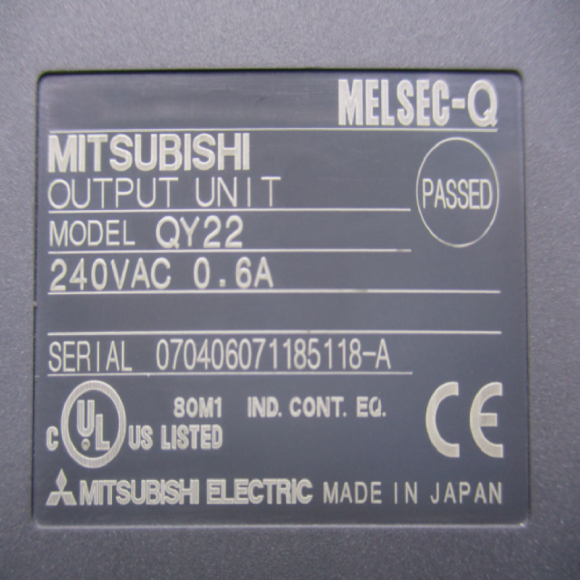 MELSEC-Q
MITSUBISHI
OUTPUT UNIT
PASSED
MODEL QY22
240VAC 0.6A
SERIAL 070406071185118-A
C UL US LISTED
80M1 IND. CONT. EQ.
CE
MITSUBISHI ELECTRIC MADE IN JAPAN